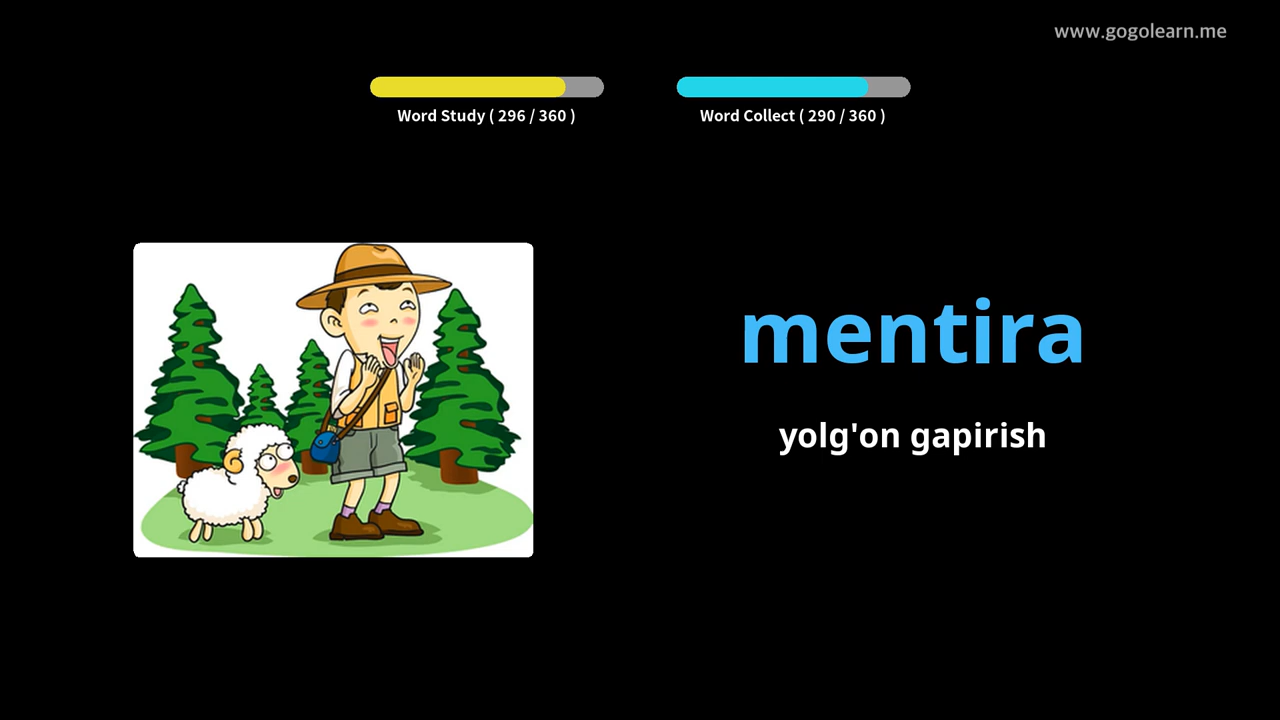 www.gogolearn.me
Word Study ( 296 / 360 )
Word Collect ( 290 / 360 )
mentira
yolg'on gapirish